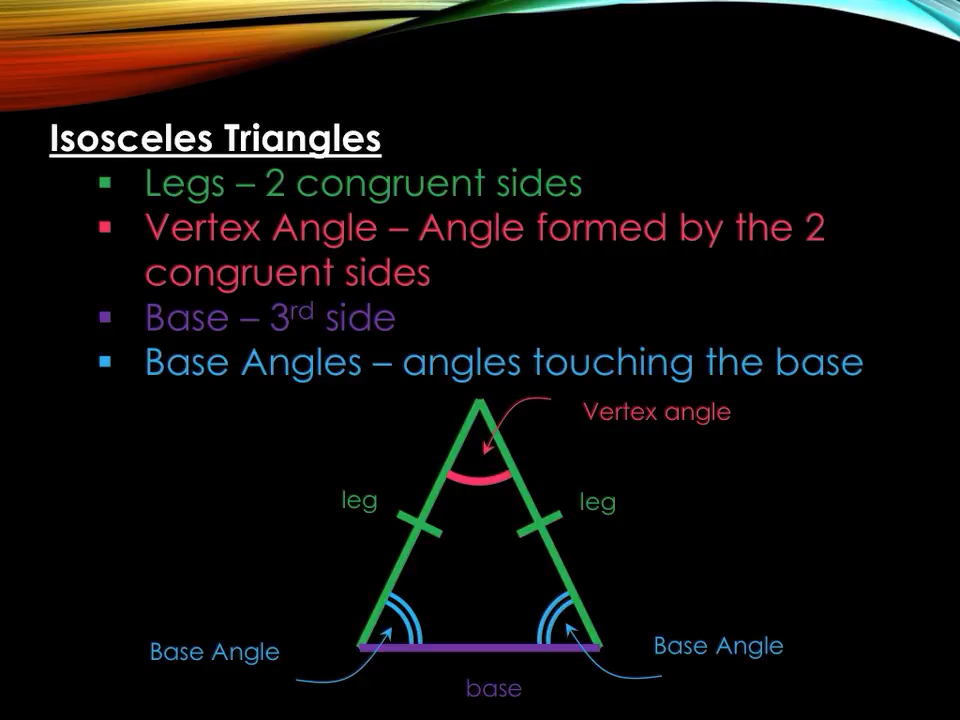 Isosceles Triangles
▪ Legs – 2 congruent sides
▪ Vertex Angle – Angle formed by the 2
congruent sides
▪ Base – 3rd side
▪ Base Angles – angles touching the base
Vertex angle
leg
leg
Base Angle
Base Angle
base